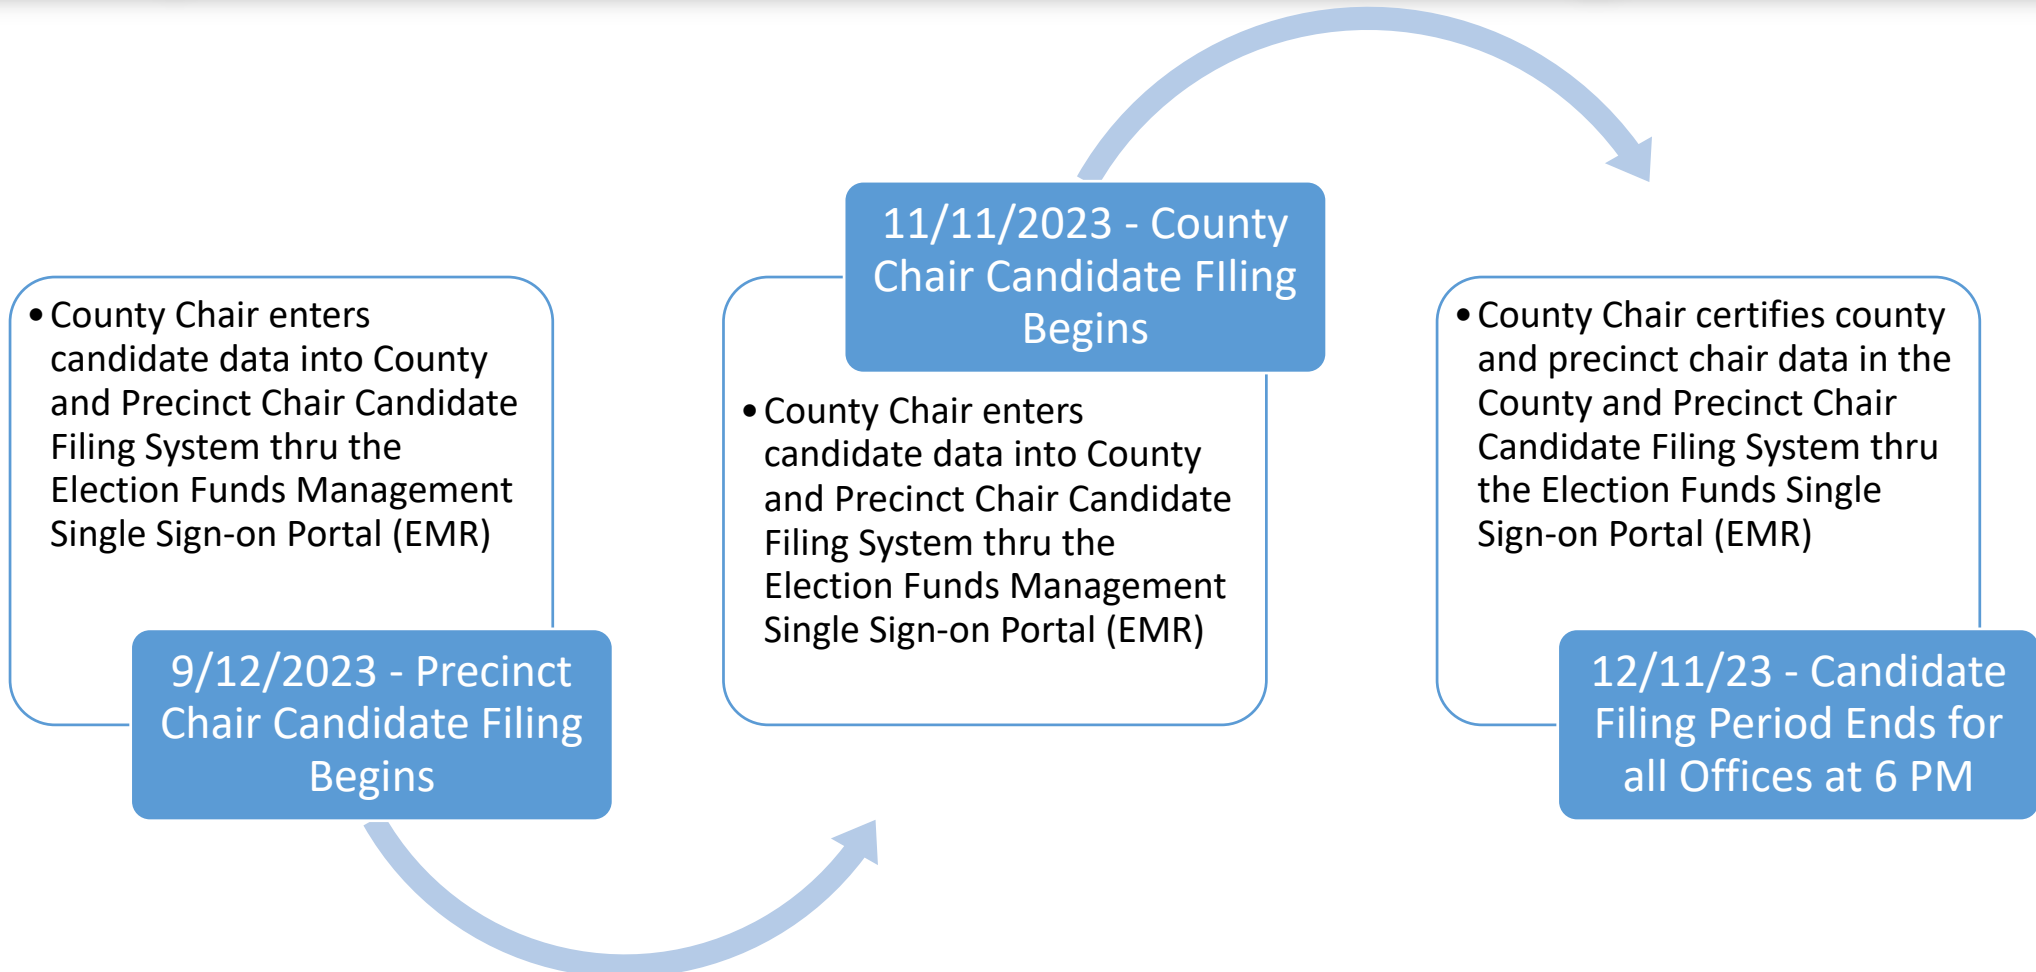 •County Chair enters
candidate data into County
and Precinct Chair Candidate
Filing System thru the
Election Funds Management
Single Sign-on Portal (EMR)
9/12/2023 - Precinct
Chair Candidate Filing
Begins
11/11/2023 - County
Chair Candidate FIling
Begins
•County Chair enters
candidate data into County
and Precinct Chair Candidate
Filing System thru the
Election Funds Management
Single Sign-on Portal (EMR)
•County Chair certifies county
and precinct chair data in the
County and Precinct Chair
Candidate Filing System thru
the Election Funds Single
Sign-on Portal (EMR)
12/11/23 - Candidate
Filing Period Ends for
all Offices at 6 PM